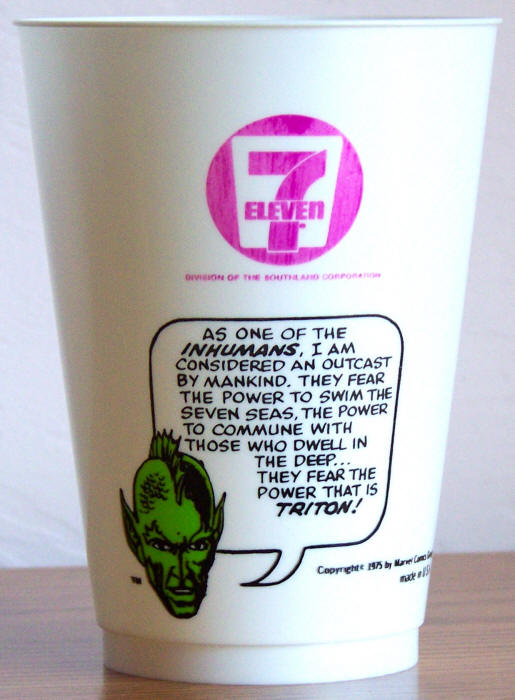 7
ELEVEN
DIVISION OF THE SOUTHLAND CORPORATION
AS ONE OF THE
INHUMANS, I AM
CONSIDERED AN OUTCAST
BY MANKIND. THEY FEAR
THE POWER TO SWIM THE
SEVEN SEAS, THE POWER
TO COMMUNE WITH
THOSE WHO DWELL IN
THE DEEP...
THEY FEAR THE
POWER THAT IS
TRITON!
TM
Copyright© 1975 by Marvel Comics
made in U.S.